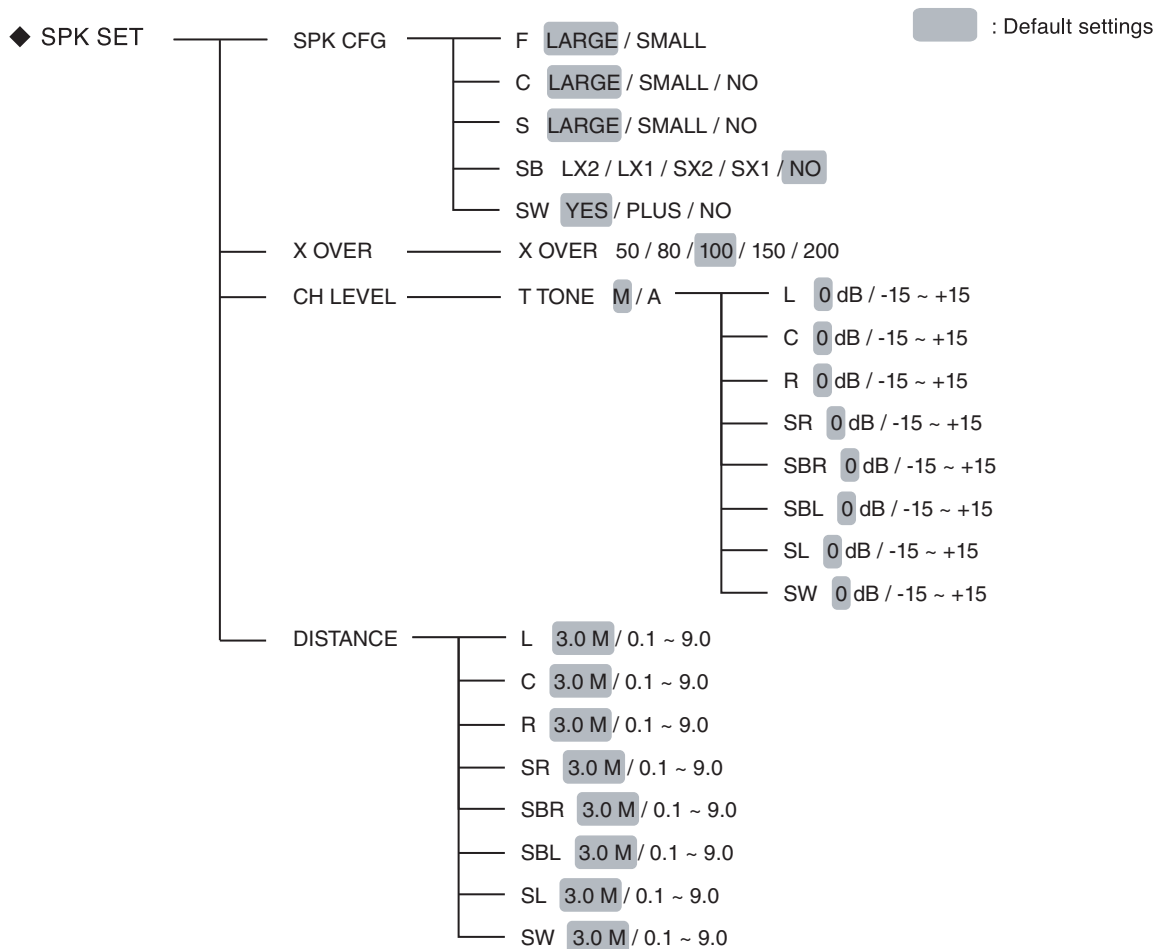 ◆ SPK SET
: Default settings
SPK CFG
F LARGE / SMALL
C LARGE / SMALL / NO
S LARGE / SMALL / NO
SB LX2 / LX1 / SX2 / SX1 / NO
SW YES / PLUS / NO
X OVER
X OVER 50 / 80 / 100 / 150 / 200
CH LEVEL
T TONE M / A
L 0 dB / -15 ~ +15
C 0 dB / -15 ~ +15
R 0 dB / -15 ~ +15
SR 0 dB / -15 ~ +15
SBR 0 dB / -15 ~ +15
SBL 0 dB / -15 ~ +15
SL 0 dB / -15 ~ +15
SW 0 dB / -15 ~ +15
DISTANCE
L 3.0 M / 0.1 ~ 9.0
C 3.0 M / 0.1 ~ 9.0
R 3.0 M / 0.1 ~ 9.0
SR 3.0 M / 0.1 ~ 9.0
SBR 3.0 M / 0.1 ~ 9.0
SBL 3.0 M / 0.1 ~ 9.0
SL 3.0 M / 0.1 ~ 9.0
SW 3.0 M / 0.1 ~ 9.0